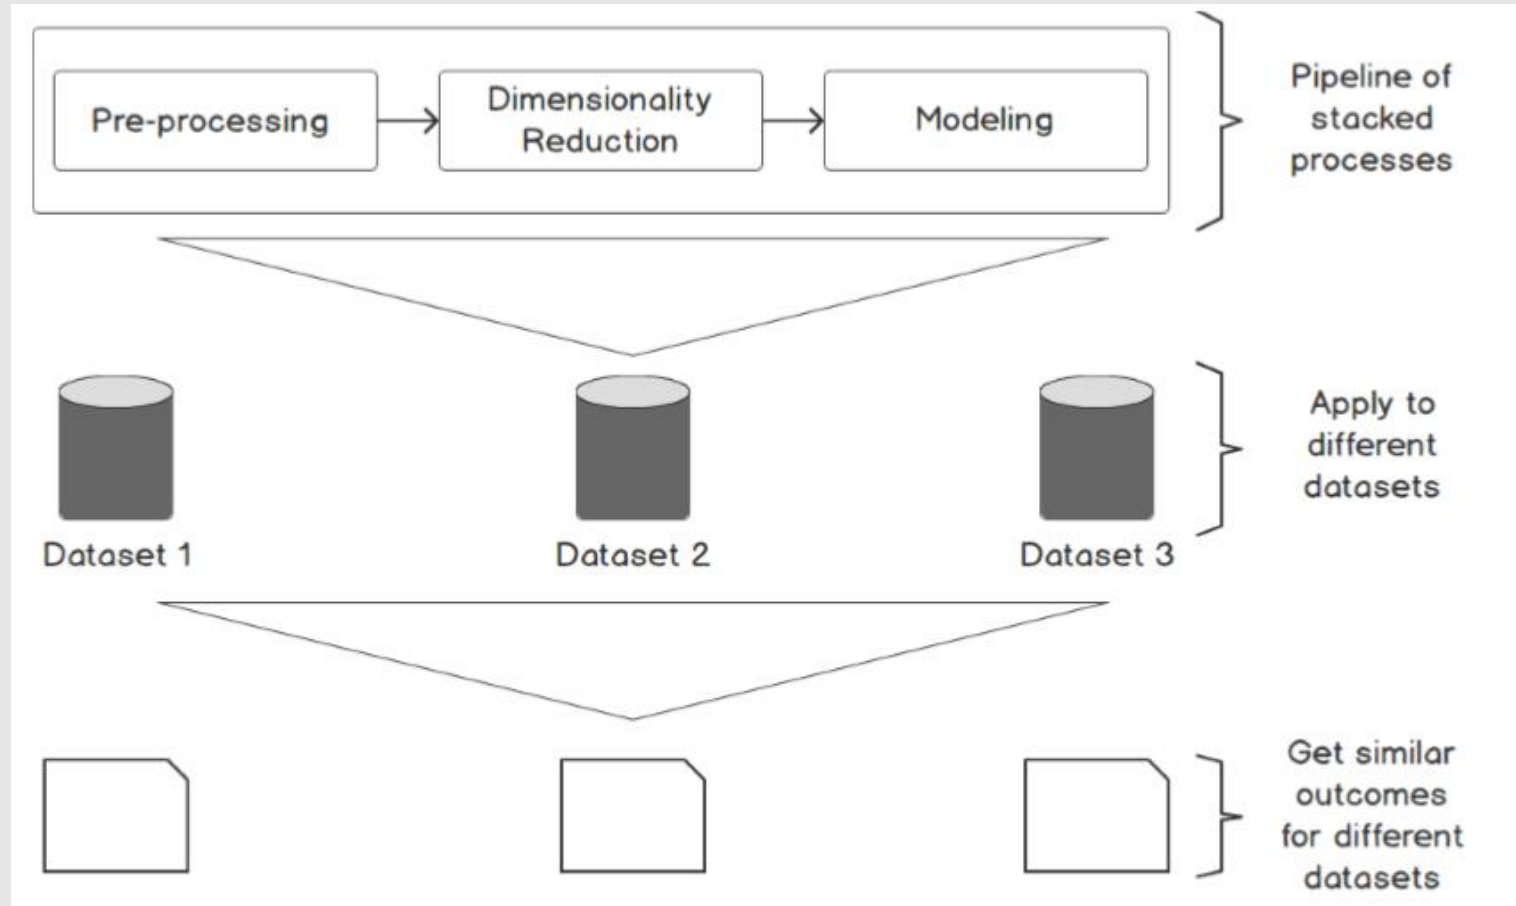 Pre-processing
Dimensionality
Reduction
Modeling
Pipeline of
stacked
processes
Dataset 1
Dataset 2
Dataset 3
Apply to
different
datasets
Get similar
outcomes
for different
datasets